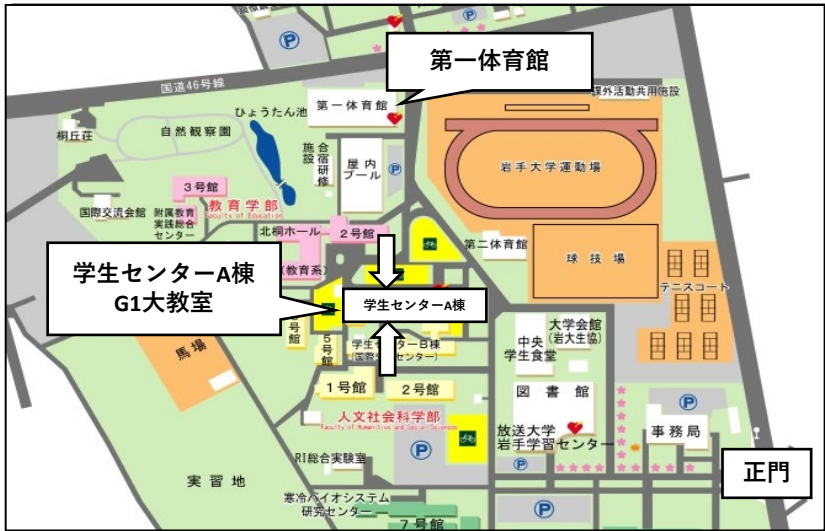 第一体育館
国道46号線
課外活動共用施設
ひょうたん池
第一体育館
桐丘荘
自然観察園
合宿研修
施設
屋内
プール
岩手大学運動場
3号館
教育学部
Faculty of Education
国際交流会館
附属教育
実践総合
センター
北桐ホール
2号館
第二体育館
球技場
テニスコート
学生センターA棟
G1大教室
(教育系)
学生センターA棟
号館
5号館
学生センターB棟
馬場
中央
学生食堂
大学会館
(岩大生協)
1号館
2号館
図書館
人文社会科学部
Faculty of Humanities and Social Sciences
放送大学
岩手学習センター
事務局
正門
RI総合実験室
実習地
寒冷バイオシステム
研究センター
7号館
P
P
P
P
P
P